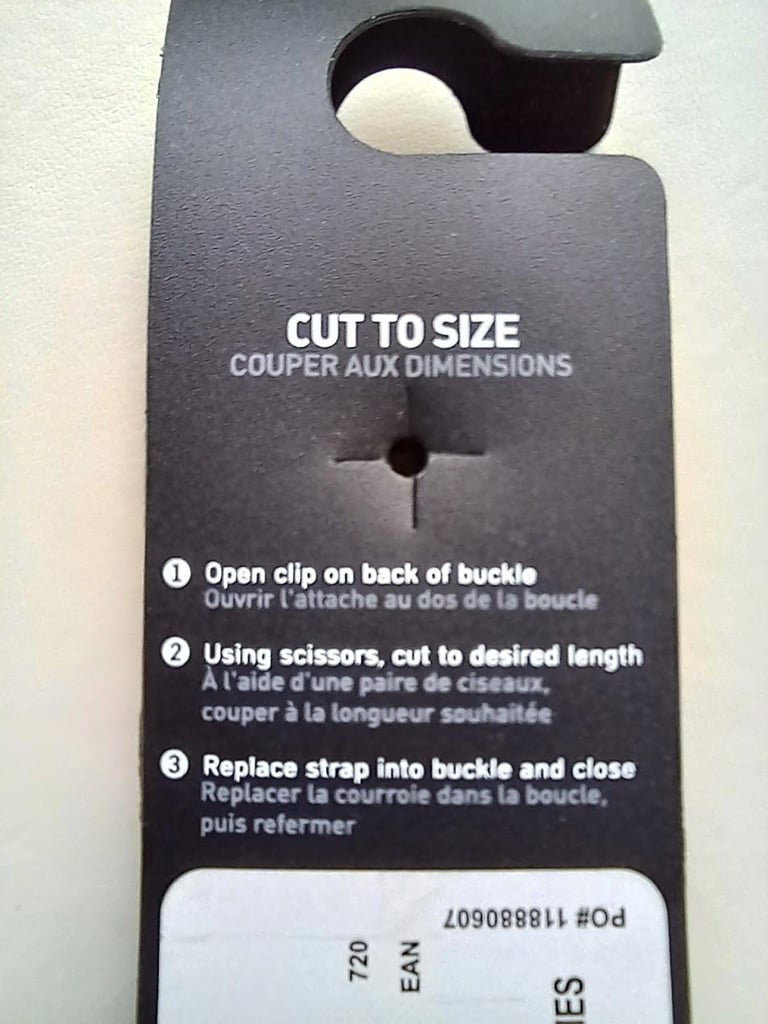 CUT TO SIZE
COUPER AUX DIMENSIONS
1 Open clip on back of buckle
Ouvrir l'attache au dos de la boucle
2 Using scissors, cut to desired length
À l'aide d'une paire de ciseaux,
couper à la longueur souhaitée
3 Replace strap into buckle and close
Replacer la courroie dans la boucle,
puis refermer
PO# 118880607
720
EAN